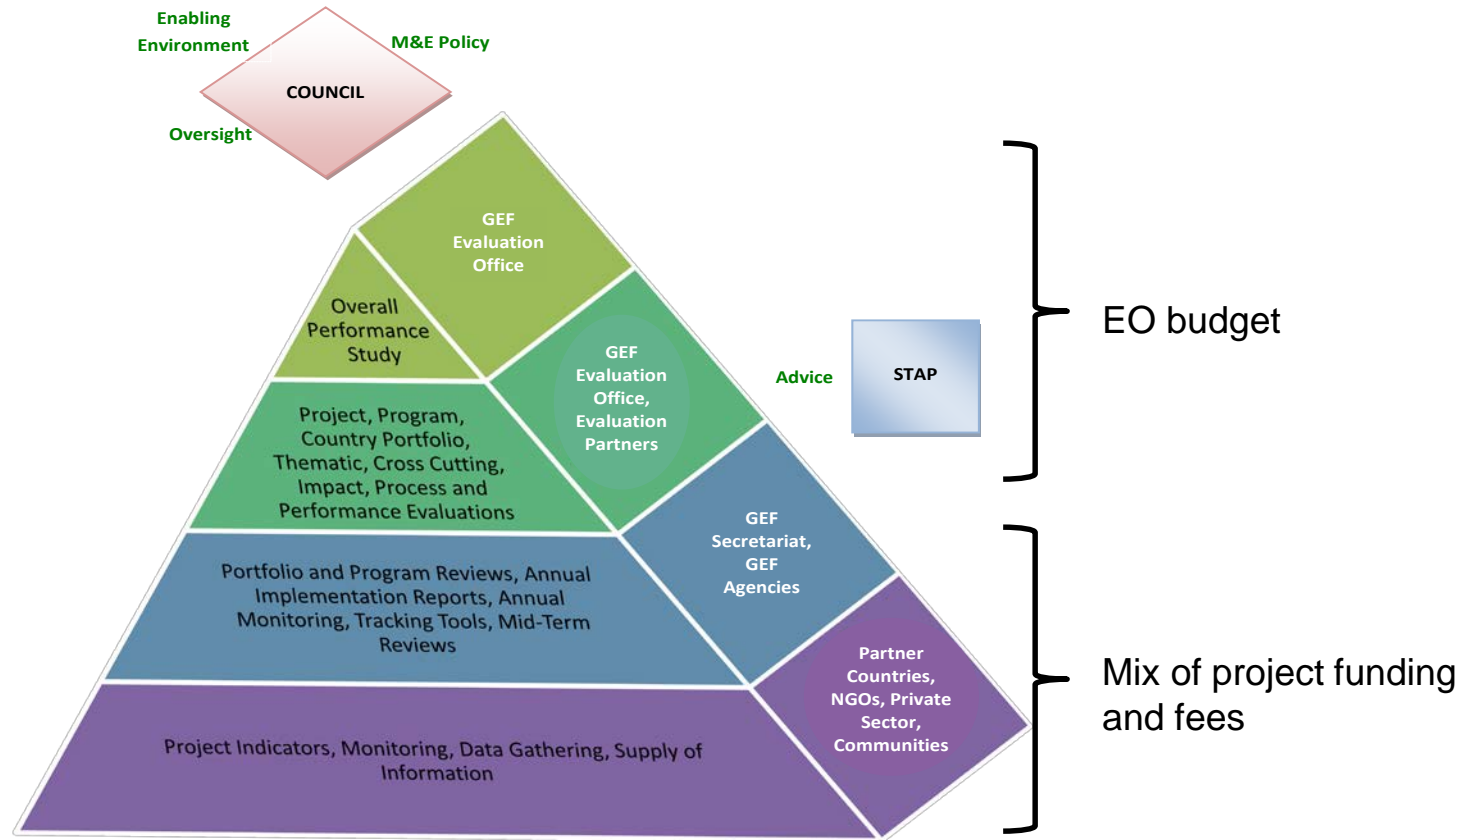 Enabling
Environment
M&E Policy
COUNCIL
Oversight
GEF
Evaluation
Office
Overall
Performance
Study
EO budget
GEF
Evaluation
Office,
Evaluation
Partners
Advice
STAP
Project, Program,
Country Portfolio,
Thematic, Cross Cutting,
Impact, Process and
Performance Evaluations
GEF
Secretariat,
GEF
Agencies
Portfolio and Program Reviews, Annual
Implementation Reports, Annual
Monitoring, Tracking Tools, Mid-Term
Reviews
Partner
Countries,
NGOs, Private
Sector,
Communities
Mix of project funding
and fees
Project Indicators, Monitoring, Data Gathering, Supply of
Information